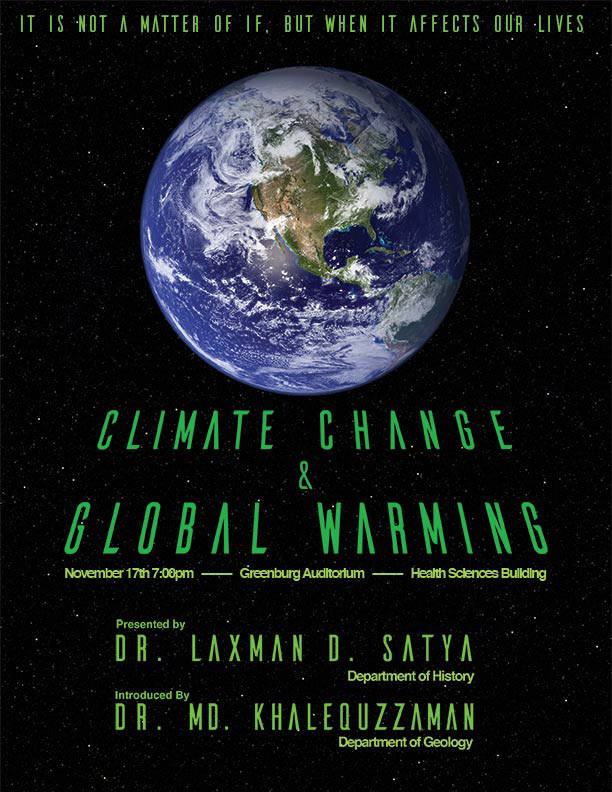 IT IS NOT A MATTER OF IF, BUT WHEN IT AFFECTS OUR LIVES
CLIMATE CHANGE
&
GLOBAL WARMING
November 17th 7:00pm —— Greenburg Auditorium —— Health Sciences Building
Presented by
DR. LAXMAN D. SATYA
Department of History
Introduced By
DR. MD. KHALEQUZZAMAN
Department of Geology